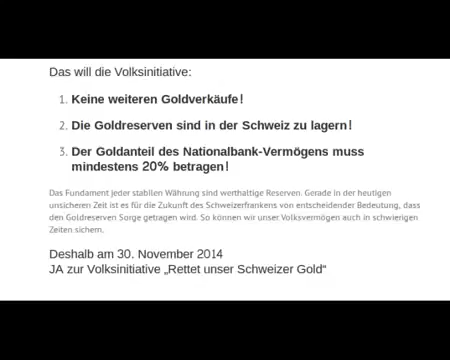 Das will die Volksinitiative:
1. Keine weiteren Goldverkäufe!
2. Die Goldreserven sind in der Schweiz zu lagern!
3. Der Goldanteil des Nationalbank-Vermögens muss
mindestens 20% betragen!
Das Fundament jeder stabilen Währung sind werthaltige Reserven. Gerade in der heutigen
unsicheren Zeit ist es für die Zukunft des Schweizerfrankens von entscheidender Bedeutung, dass
den Goldreserven Sorge getragen wird. So können wir unser Volksvermögen auch in schwierigen
Zeiten sichern.
Deshalb am 30. November 2014
JA zur Volksinitiative „Rettet unser Schweizer Gold“